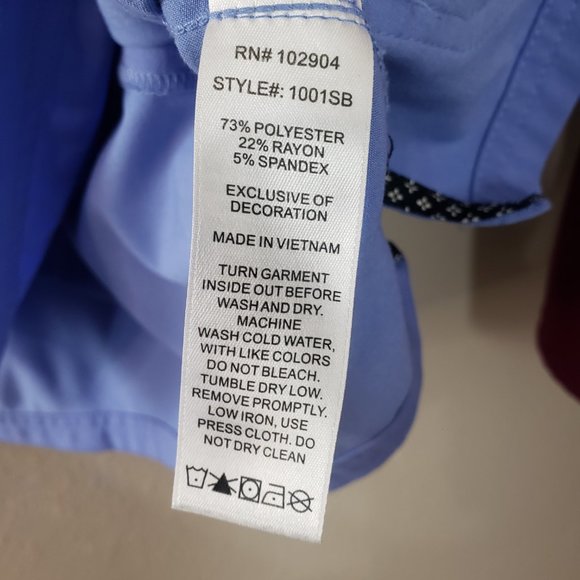 RN# 102904
STYLE#: 1001SB
73% POLYESTER
22% RAYON
5% SPANDEX
EXCLUSIVE OF
DECORATION
MADE IN VIETNAM
TURN GARMENT
INSIDE OUT BEFORE
WASH AND DRY.
MACHINE
WASH COLD WATER,
WITH LIKE COLORS
DO NOT BLEACH.
TUMBLE DRY LOW.
REMOVE PROMPTLY.
LOW IRON, USE
PRESS CLOTH. DO
NOT DRY CLEAN